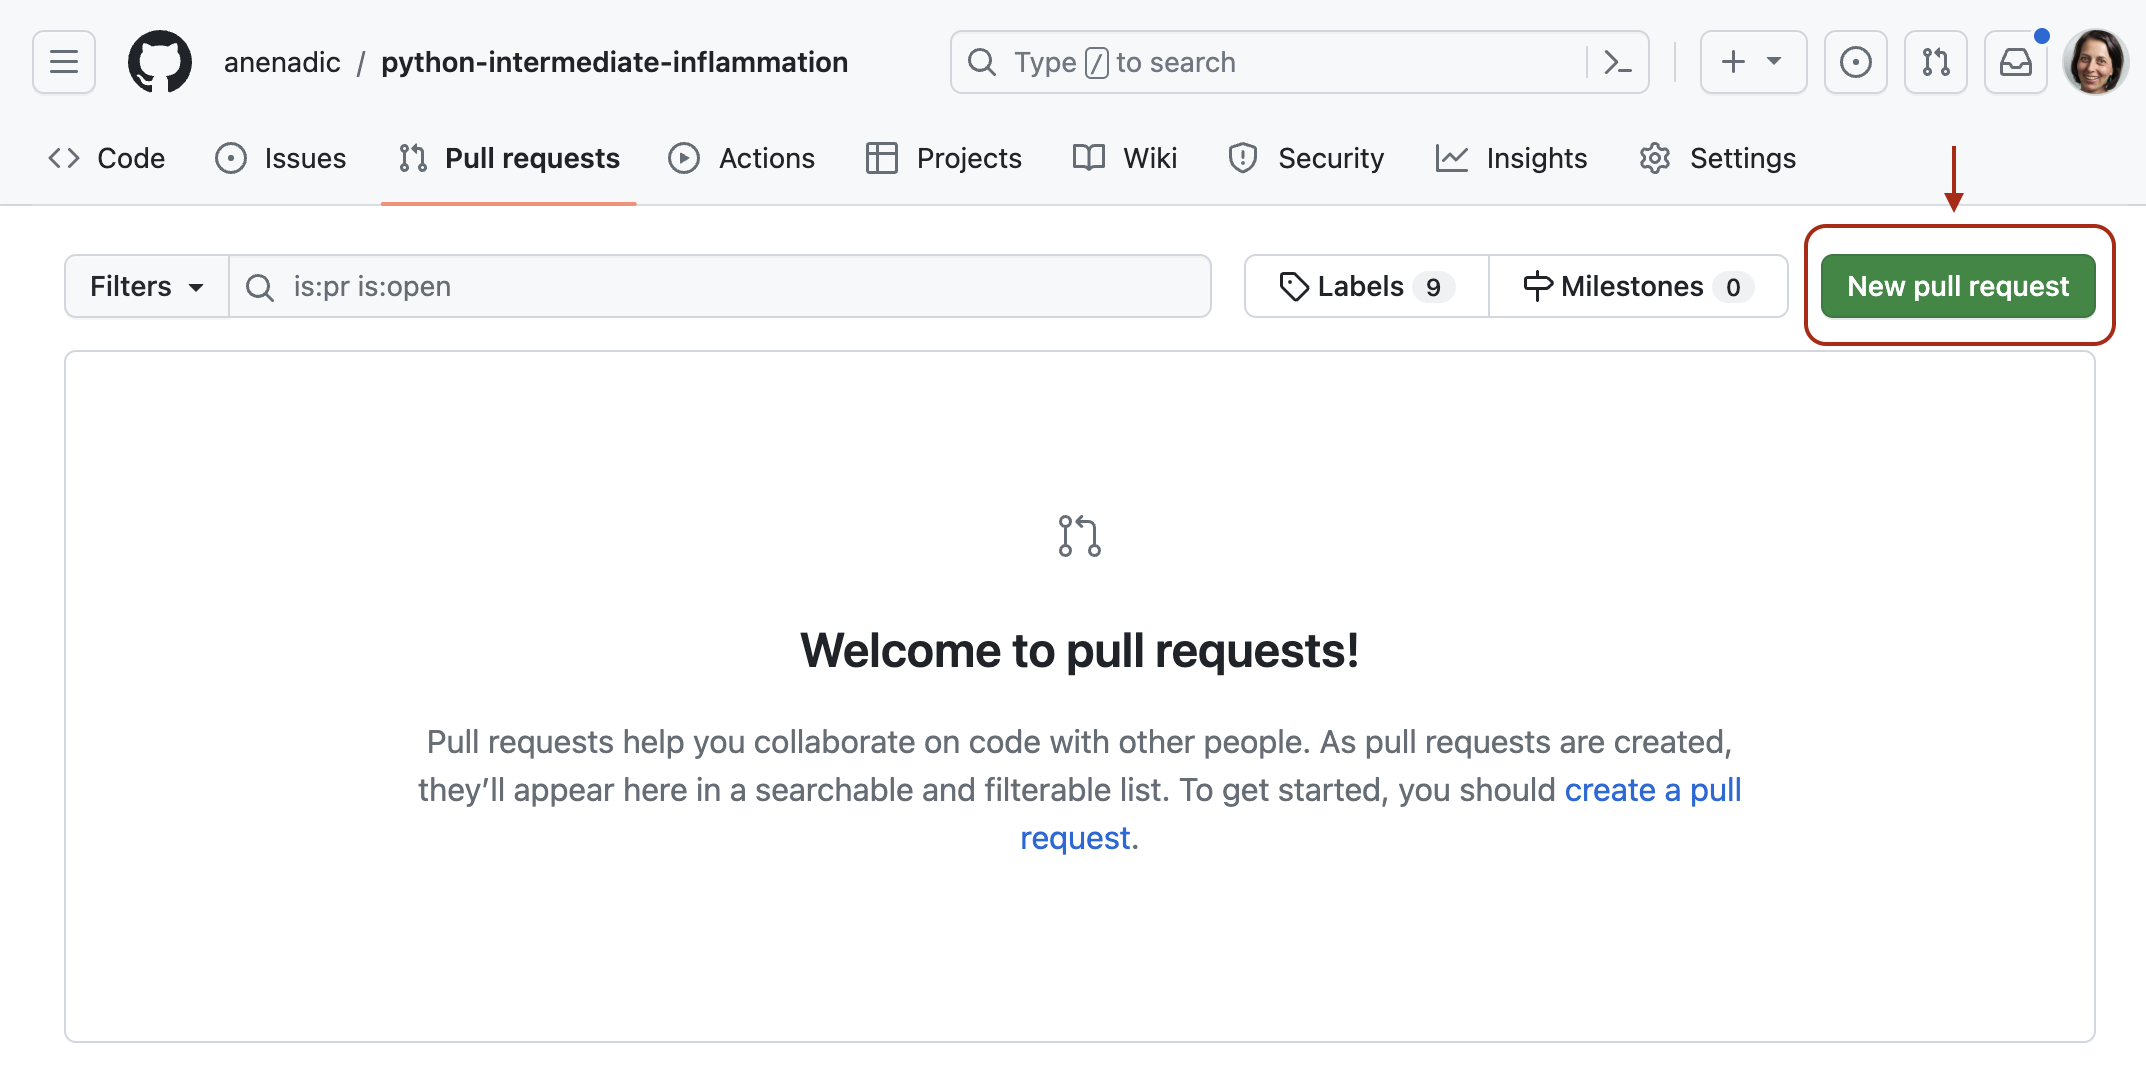 anenadic / python-intermediate-inflammation
Type / to search
Code
Issues
Pull requests
Actions
Projects
Wiki
Security
Insights
Settings
Filters
is:pr is:open
Labels 9
Milestones 0
New pull request
Welcome to pull requests!
Pull requests help you collaborate on code with other people. As pull requests are created,
they’ll appear here in a searchable and filterable list. To get started, you should create a pull
request.